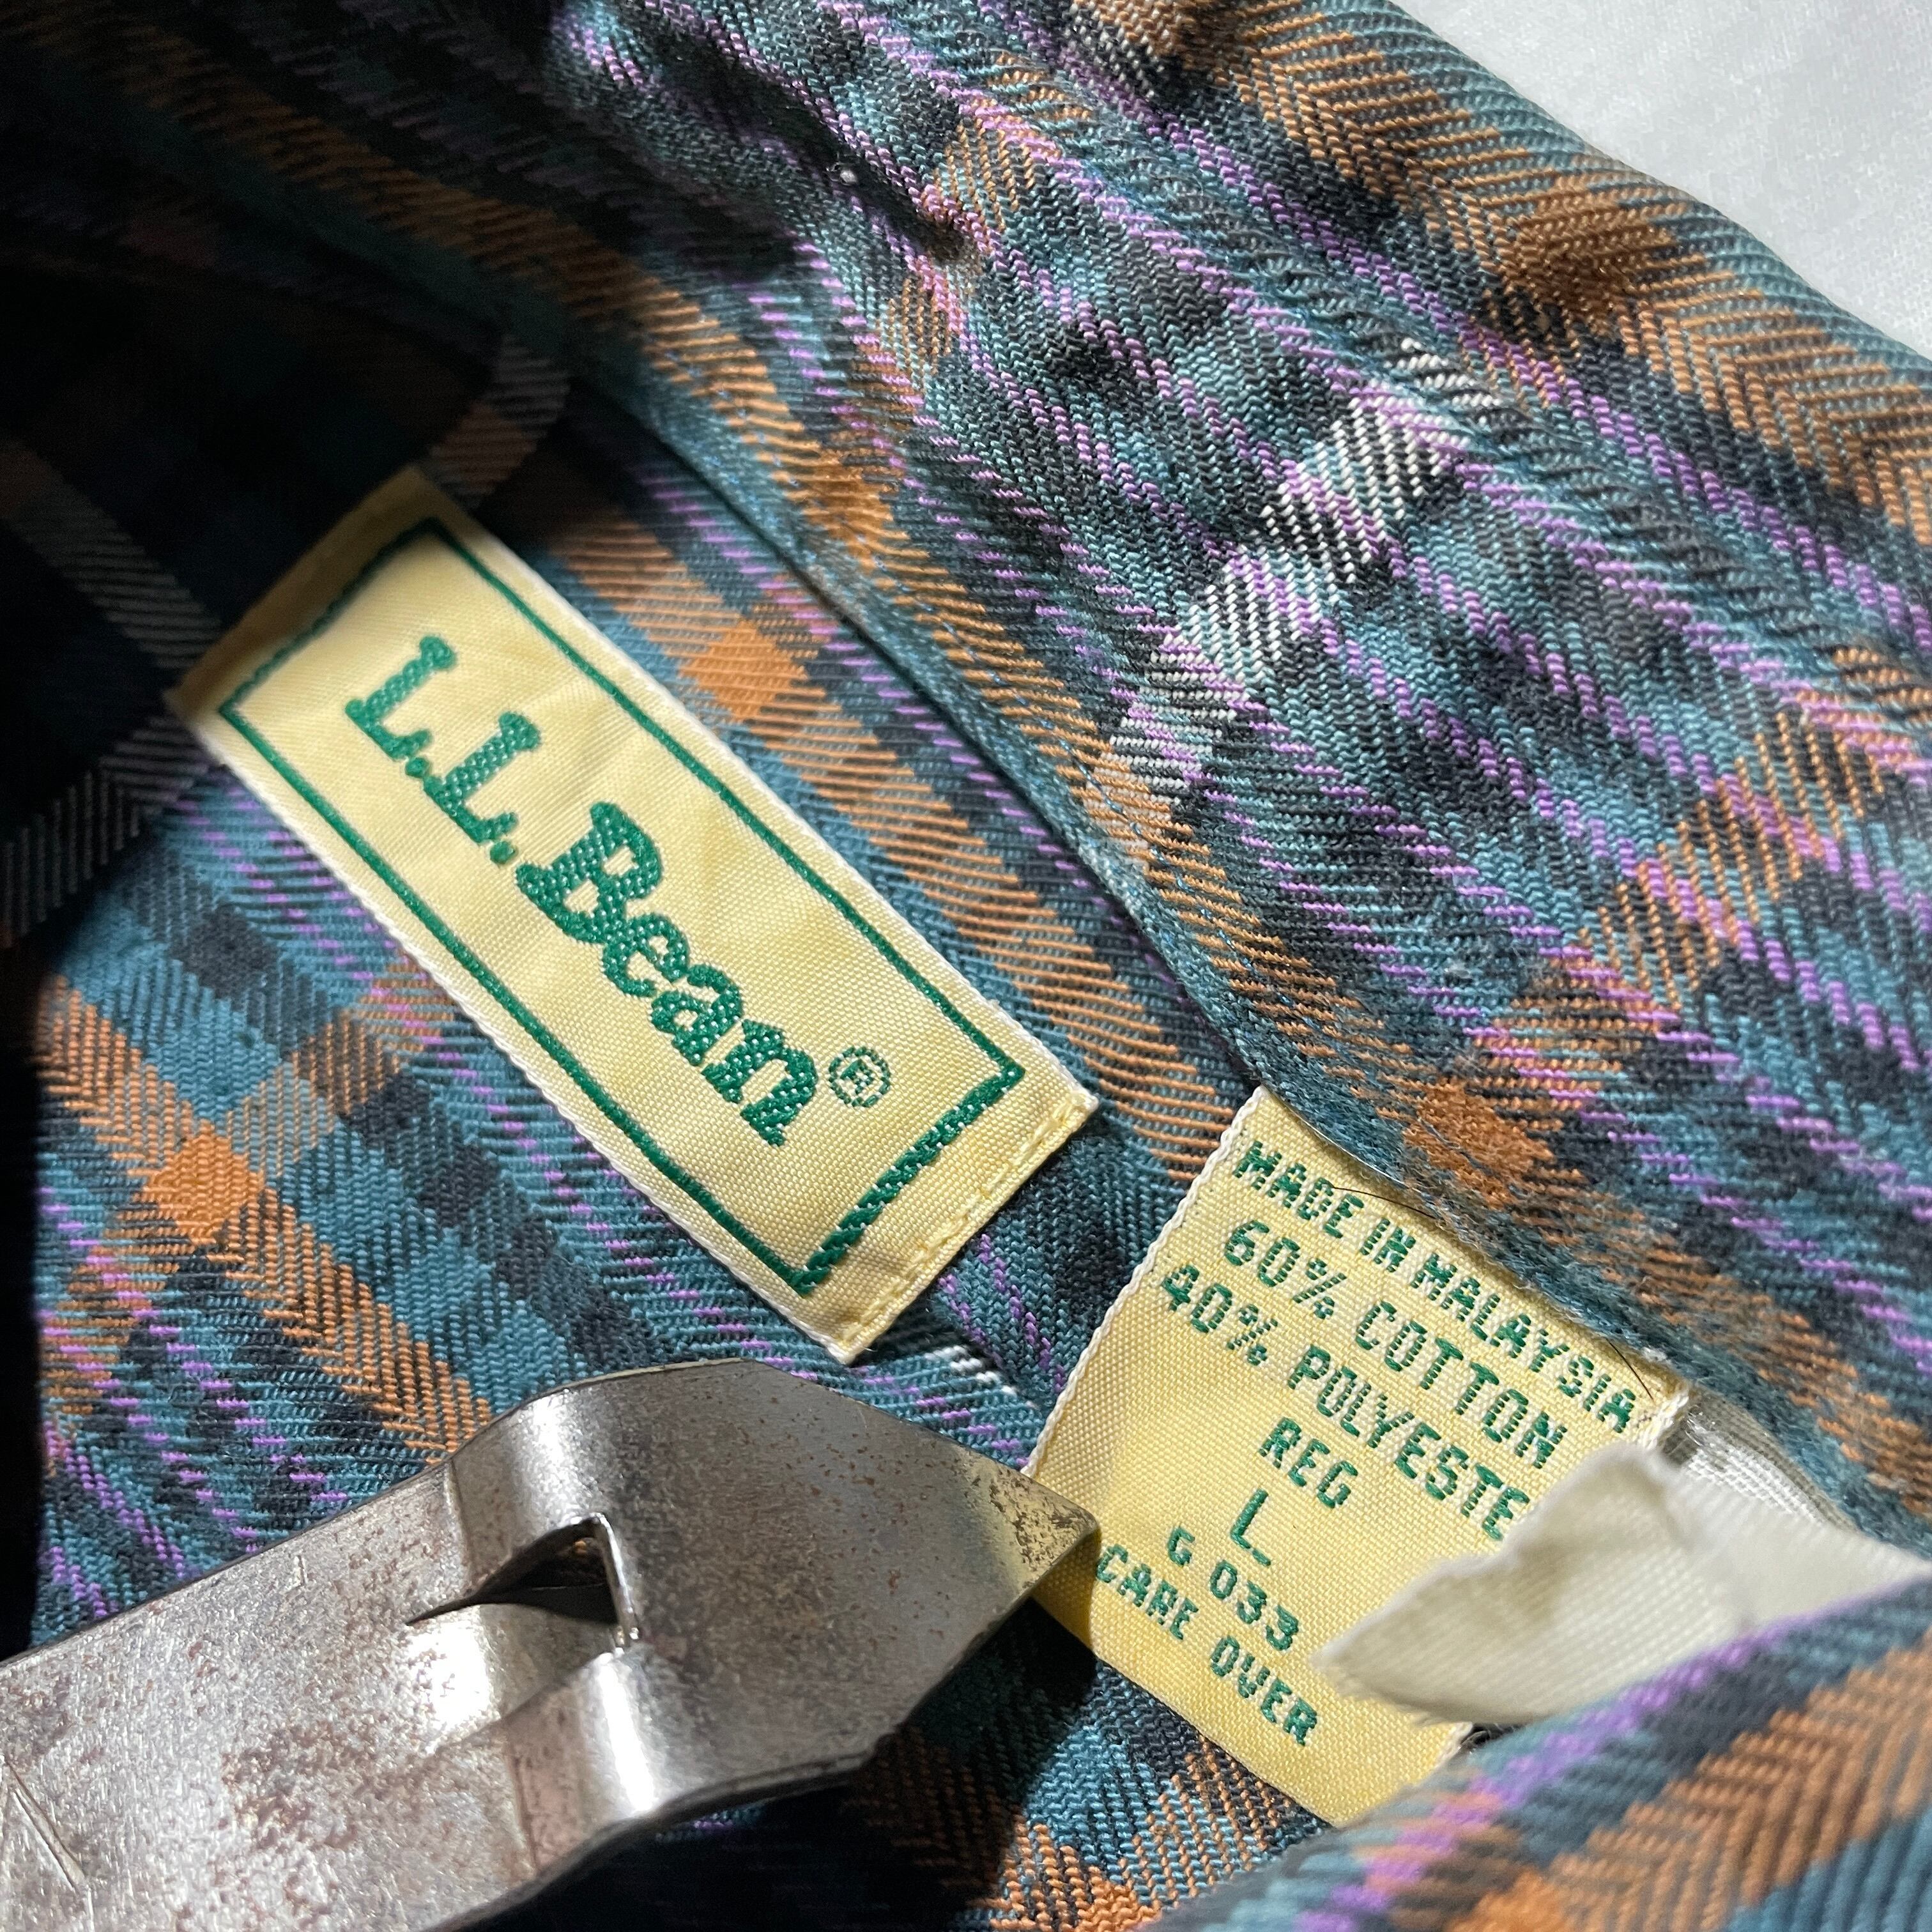 L.L.Bean®
MADE IN MALAYSIA
60% COTTON
40% POLYESTE
REG
L
G 033
CARE OVER